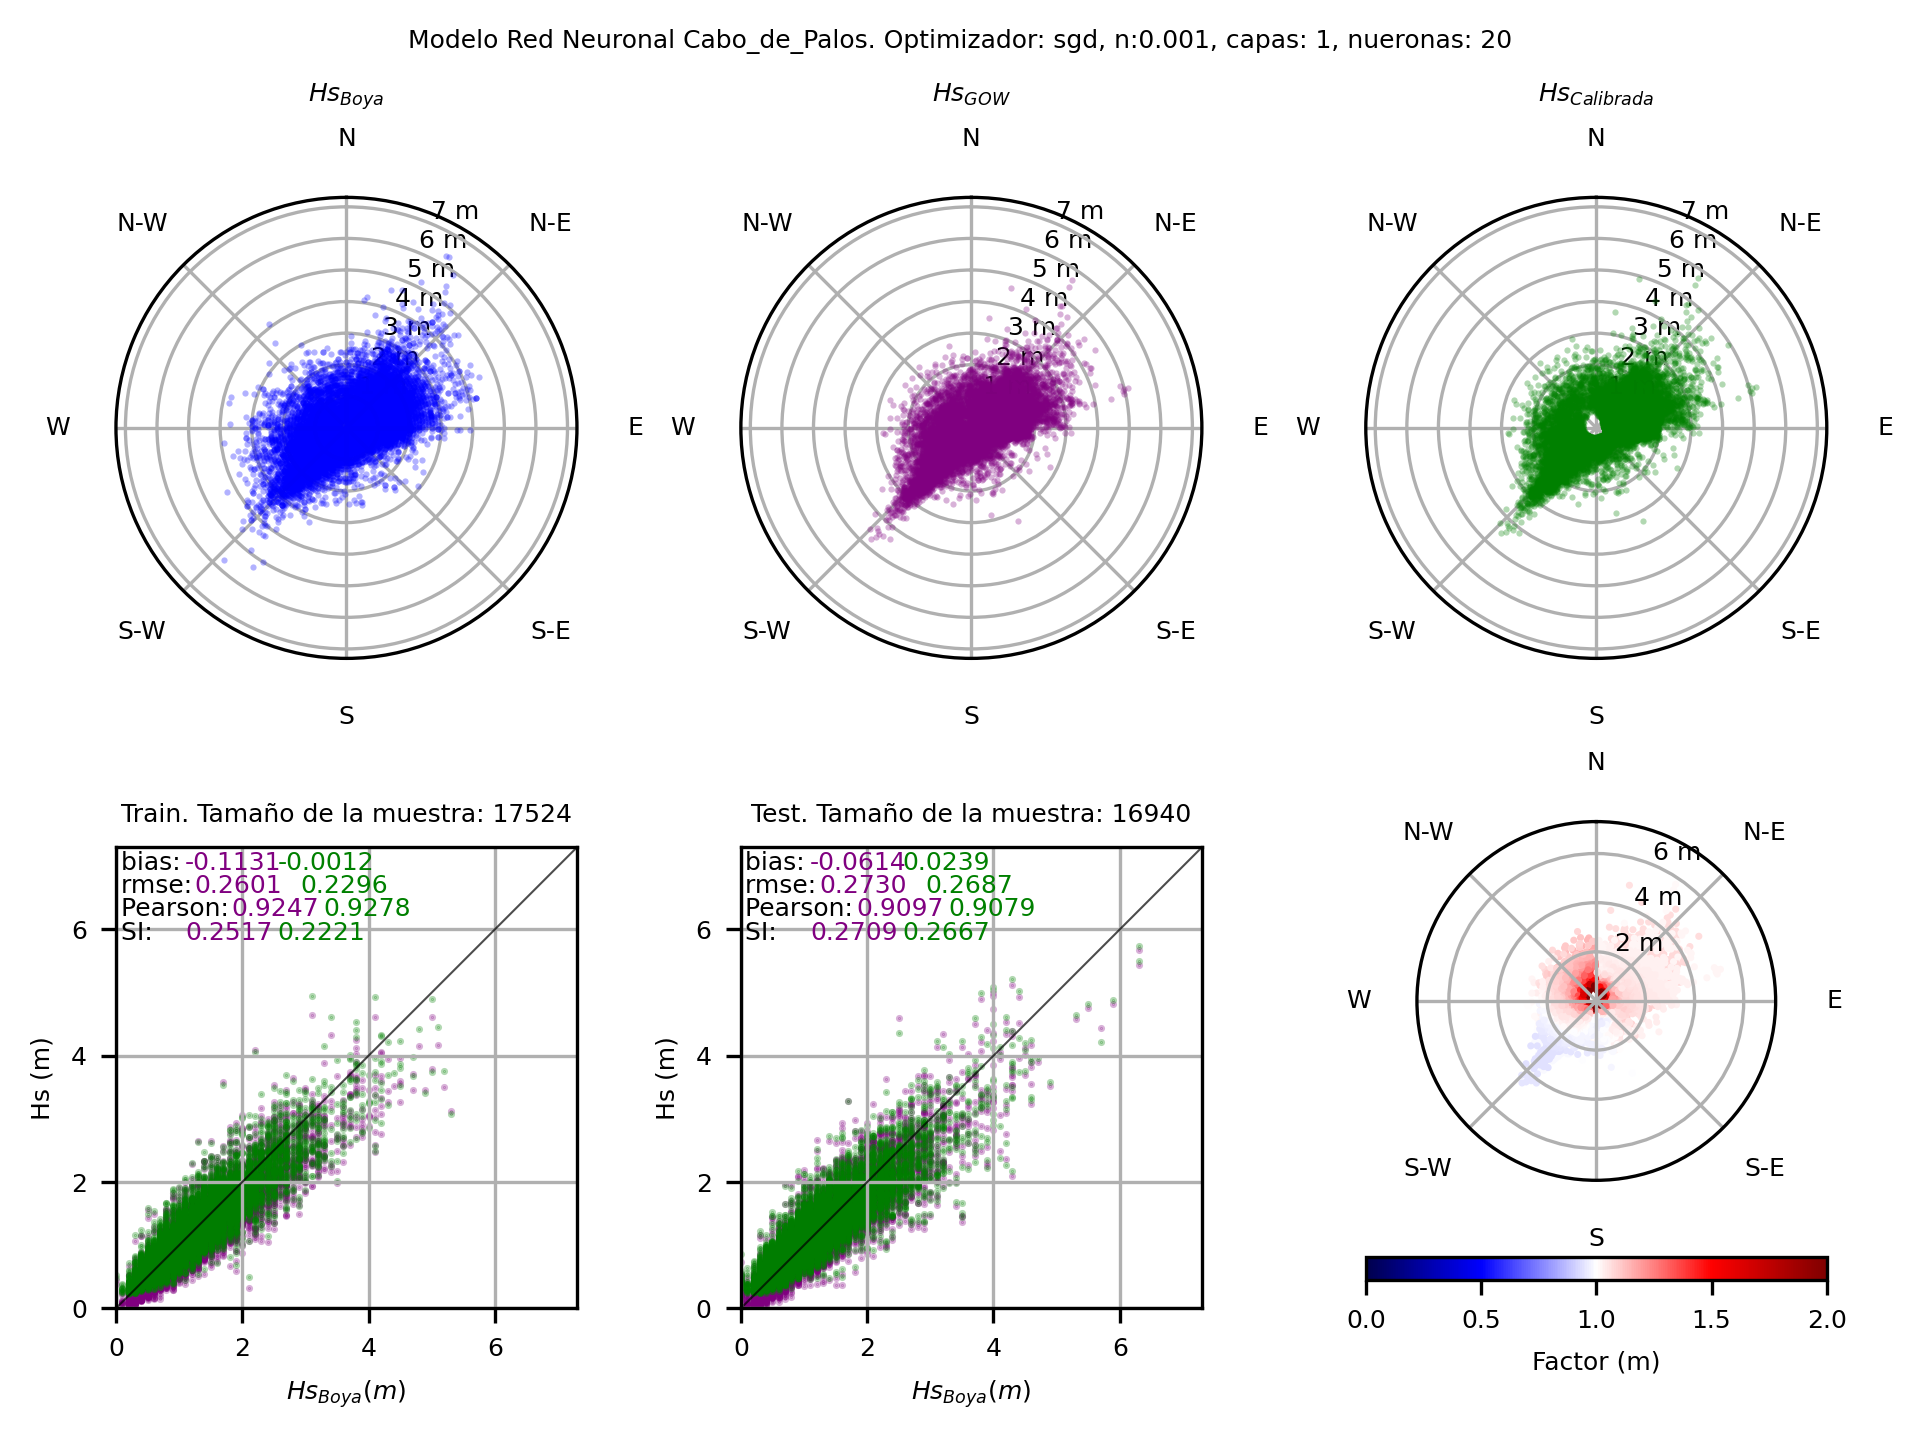 Modelo Red Neuronal Cabo_de_Palos. Optimizador: sgd, n:0.001, capas: 1, nueronas: 20
Hs_Boya
N
N-E
E
S-E
S
S-W
W
N-W
7 m
6 m
5 m
4 m
3 m
2 m
Hs_GOW
N
N-E
E
S-E
S
S-W
W
N-W
7 m
6 m
5 m
4 m
3 m
2 m
Hs_Calibrada
N
N-E
E
S-E
S
S-W
W
N-W
7 m
6 m
5 m
4 m
3 m
2 m
Train. Tamaño de la muestra: 17524
bias: -0.1131 -0.0012
rmse: 0.2601 0.2296
Pearson: 0.9247 0.9278
SI: 0.2517 0.2221
Hs (m)
6
4
2
0
0 2 4 6
Hs_Boya(m)
Test. Tamaño de la muestra: 16940
bias: -0.0614 0.0239
rmse: 0.2730 0.2687
Pearson: 0.9097 0.9079
SI: 0.2709 0.2667
Hs (m)
6
4
2
0
0 2 4 6
Hs_Boya(m)
N
N-E
E
S-E
S
S-W
W
N-W
6 m
4 m
2 m
0.0 0.5 1.0 1.5 2.0
Factor (m)